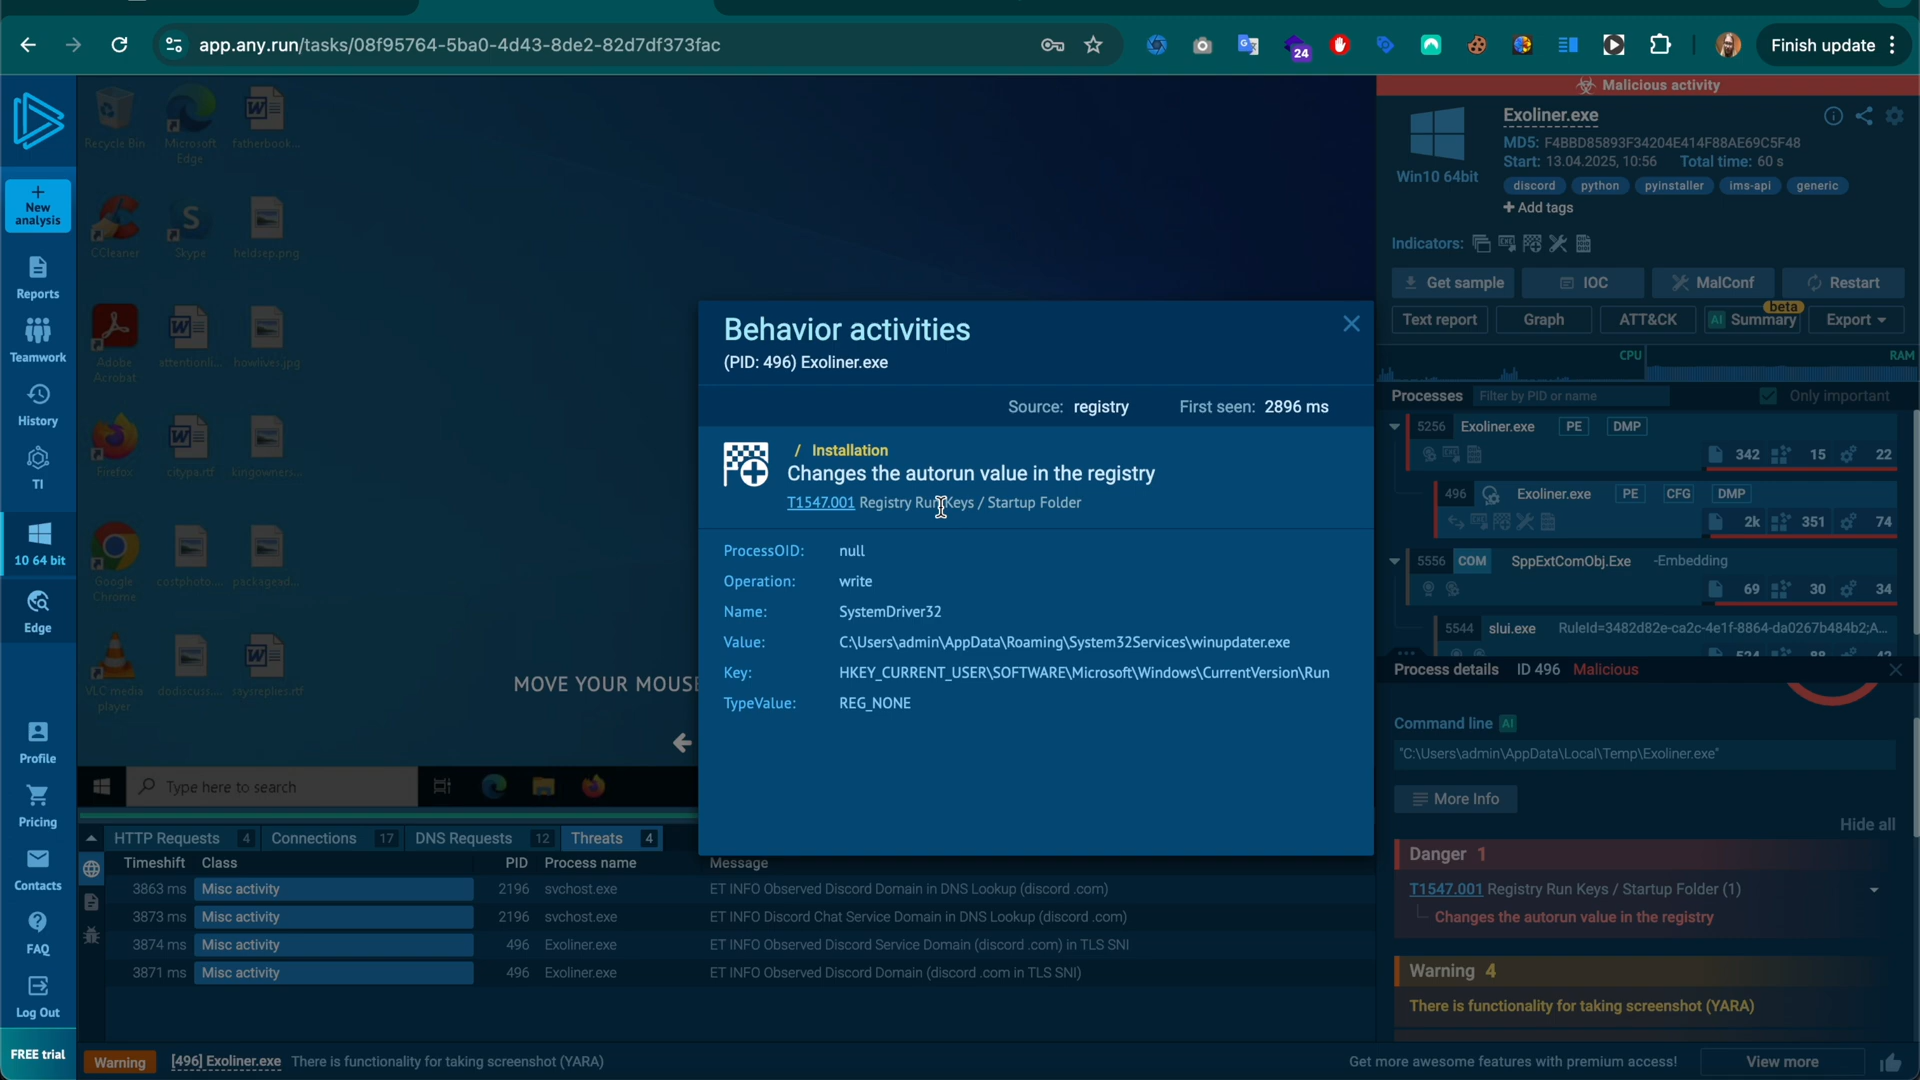 app.any.run/tasks/08f95764-5ba0-4d43-8de2-82d7df373fac
24
Finish update
New analysis
Reports
Teamwork
History
TI
10 64 bit
Edge
Profile
Pricing
Contacts
FAQ
Log Out
FREE trial
Recycle Bin
Microsoft Edge
fatherbook...
CCleaner
Skype
heldsep.png
Adobe Acrobat
attentionli...
howlives.jpg
Firefox
citypa.rtf
kingowners...
Google Chrome
costphoto...
packagead...
VLC media player
dodiscuss...
saysreplies.rtf
MOVE YOUR MOUSE
Type here to search
Behavior activities
(PID: 496) Exoliner.exe
Source: registry First seen: 2896 ms
/ Installation
Changes the autorun value in the registry
T1547.001 Registry Run Keys / Startup Folder
ProcessOID: null
Operation: write
Name: SystemDriver32
Value: C:\Users\admin\AppData\Roaming\System32Services\winupdater.exe
Key: HKEY_CURRENT_USER\SOFTWARE\Microsoft\Windows\CurrentVersion\Run
TypeValue: REG_NONE
HTTP Requests 4 Connections 17 DNS Requests 12 Threats 4
Timeshift Class PID Process name Message
3863 ms Misc activity 2196 svchost.exe ET INFO Observed Discord Domain in DNS Lookup (discord .com)
3873 ms Misc activity 2196 svchost.exe ET INFO Discord Chat Service Domain in DNS Lookup (discord .com)
3874 ms Misc activity 496 Exoliner.exe ET INFO Observed Discord Service Domain (discord .com) in TLS SNI
3871 ms Misc activity 496 Exoliner.exe ET INFO Observed Discord Domain (discord .com in TLS SNI)
Warning [496] Exoliner.exe There is functionality for taking screenshot (YARA)
Get more awesome features with premium access! View more
Malicious activity
Win10 64bit
Exoliner.exe
MD5: F4BBD85893F34204E414F88AE69C5F48
Start: 13.04.2025, 10:56 Total time: 60 s
discord python pyinstaller ims-api generic
+ Add tags
Indicators:
Get sample IOC MalConf Restart
beta
Text report Graph ATT&CK AI Summary Export
CPU RAM
Processes Filter by PID or name Only important
5256 Exoliner.exe PE DMP
342 15 22
496 Exoliner.exe PE CFG DMP
2k 351 74
5556 COM SppExtComObj.Exe -Embedding
69 30 34
5544 slui.exe RuleId=3482d82e-ca2c-4e1f-8864-da0267b484b2;A...
Process details ID 496 Malicious
Command line AI
"C:\Users\admin\AppData\Local\Temp\Exoliner.exe"
More Info
Hide all
Danger 1
T1547.001 Registry Run Keys / Startup Folder (1)
Changes the autorun value in the registry
Warning 4
There is functionality for taking screenshot (YARA)